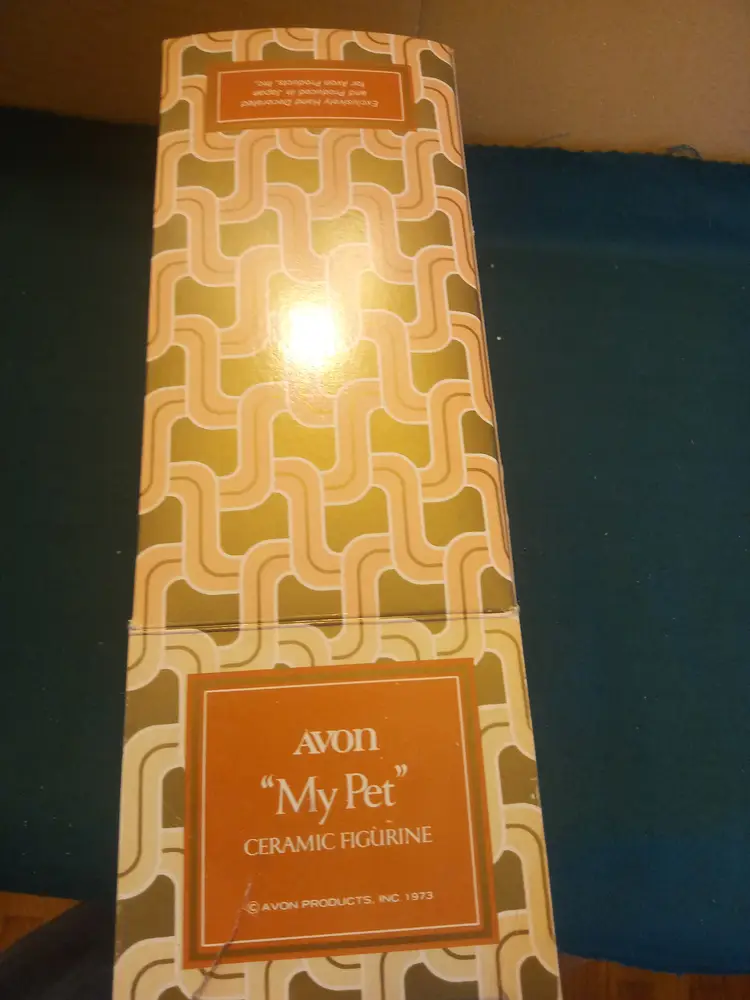 Exclusively Hand Decorated
and Produced in Japan
for Avon Products, Inc.
AVON
“My Pet”
CERAMIC FIGURINE
© AVON PRODUCTS, INC. 1973